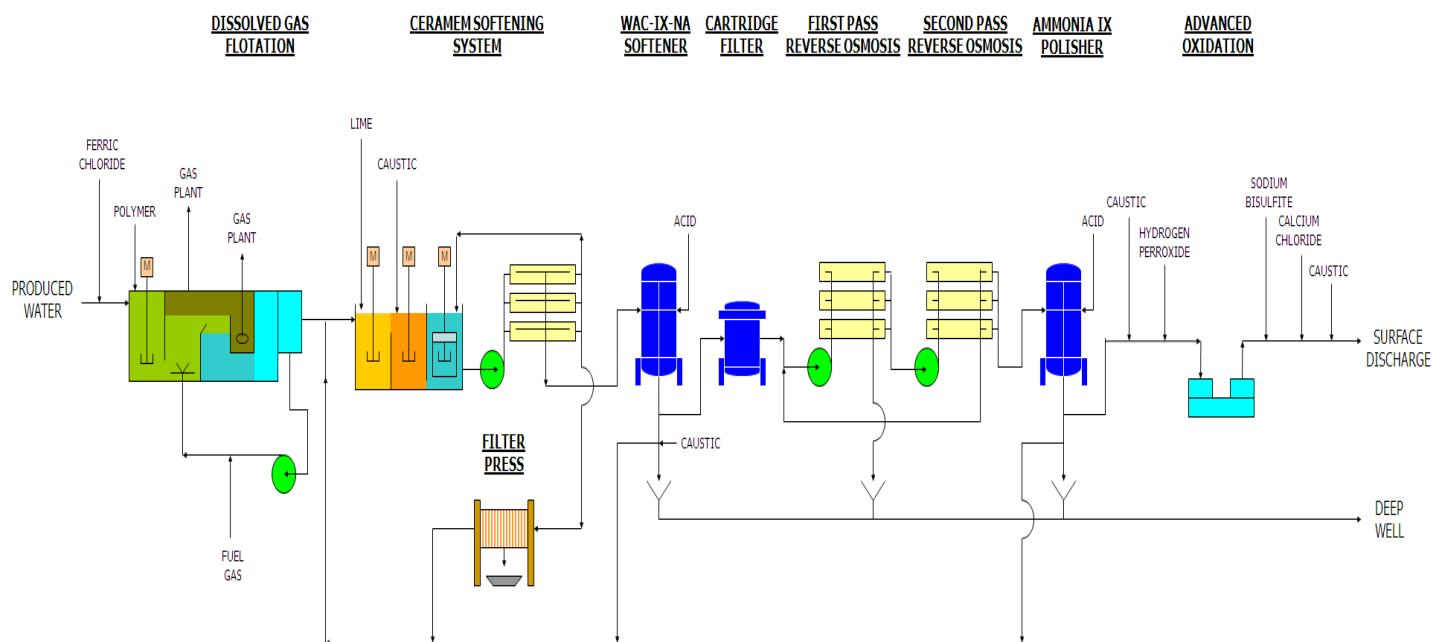 DISSOLVED GAS
FLOTATION
CERAMEM SOFTENING
SYSTEM
WAC-IX-NA
SOFTENER
CARTRIDGE
FILTER
FIRST PASS
REVERSE OSMOSIS
SECOND PASS
REVERSE OSMOSIS
AMMONIA IX
POLISHER
ADVANCED
OXIDATION
LIME
FERRIC
CHLORIDE
CAUSTIC
GAS
PLANT
POLYMER
GAS
PLANT
ACID
CAUSTIC
HYDROGEN
PERROXIDE
ACID
SODIUM
BISULFITE
CALCIUM
CHLORIDE
CAUSTIC
M
M
M
M
PRODUCED
WATER
SURFACE
DISCHARGE
FILTER
PRESS
CAUSTIC
DEEP
WELL
FUEL
GAS